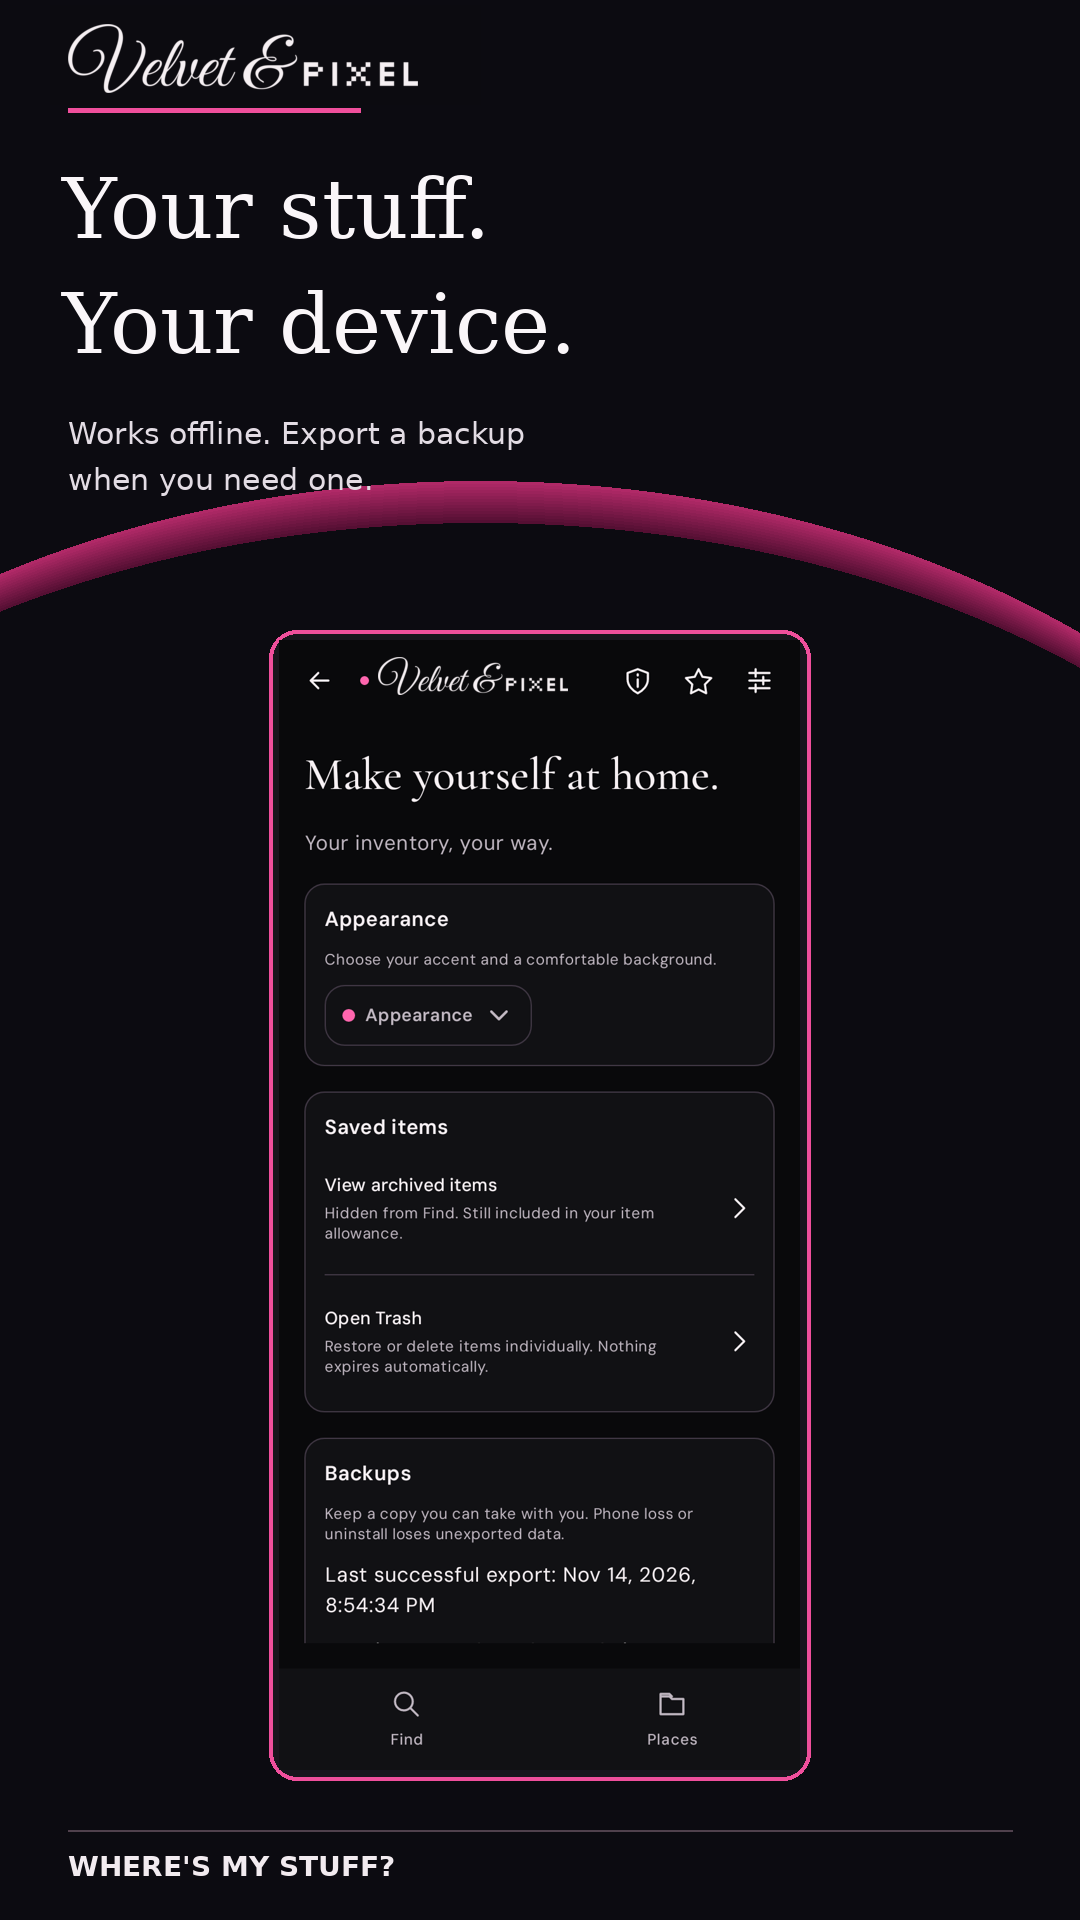 Velvet & PIXEL
Your stuff.
Your device.
Works offline. Export a backup
when you need one.
Velvet & PIXEL
Make yourself at home.
Your inventory, your way.
Appearance
Choose your accent and a comfortable background.
Appearance
Saved items
View archived items
Hidden from Find. Still included in your item
allowance.
Open Trash
Restore or delete items individually. Nothing
expires automatically.
Backups
Keep a copy you can take with you. Phone loss or
uninstall loses unexported data.
Last successful export: Nov 14, 2026,
8:54:34 PM
Find
Places
WHERE'S MY STUFF?